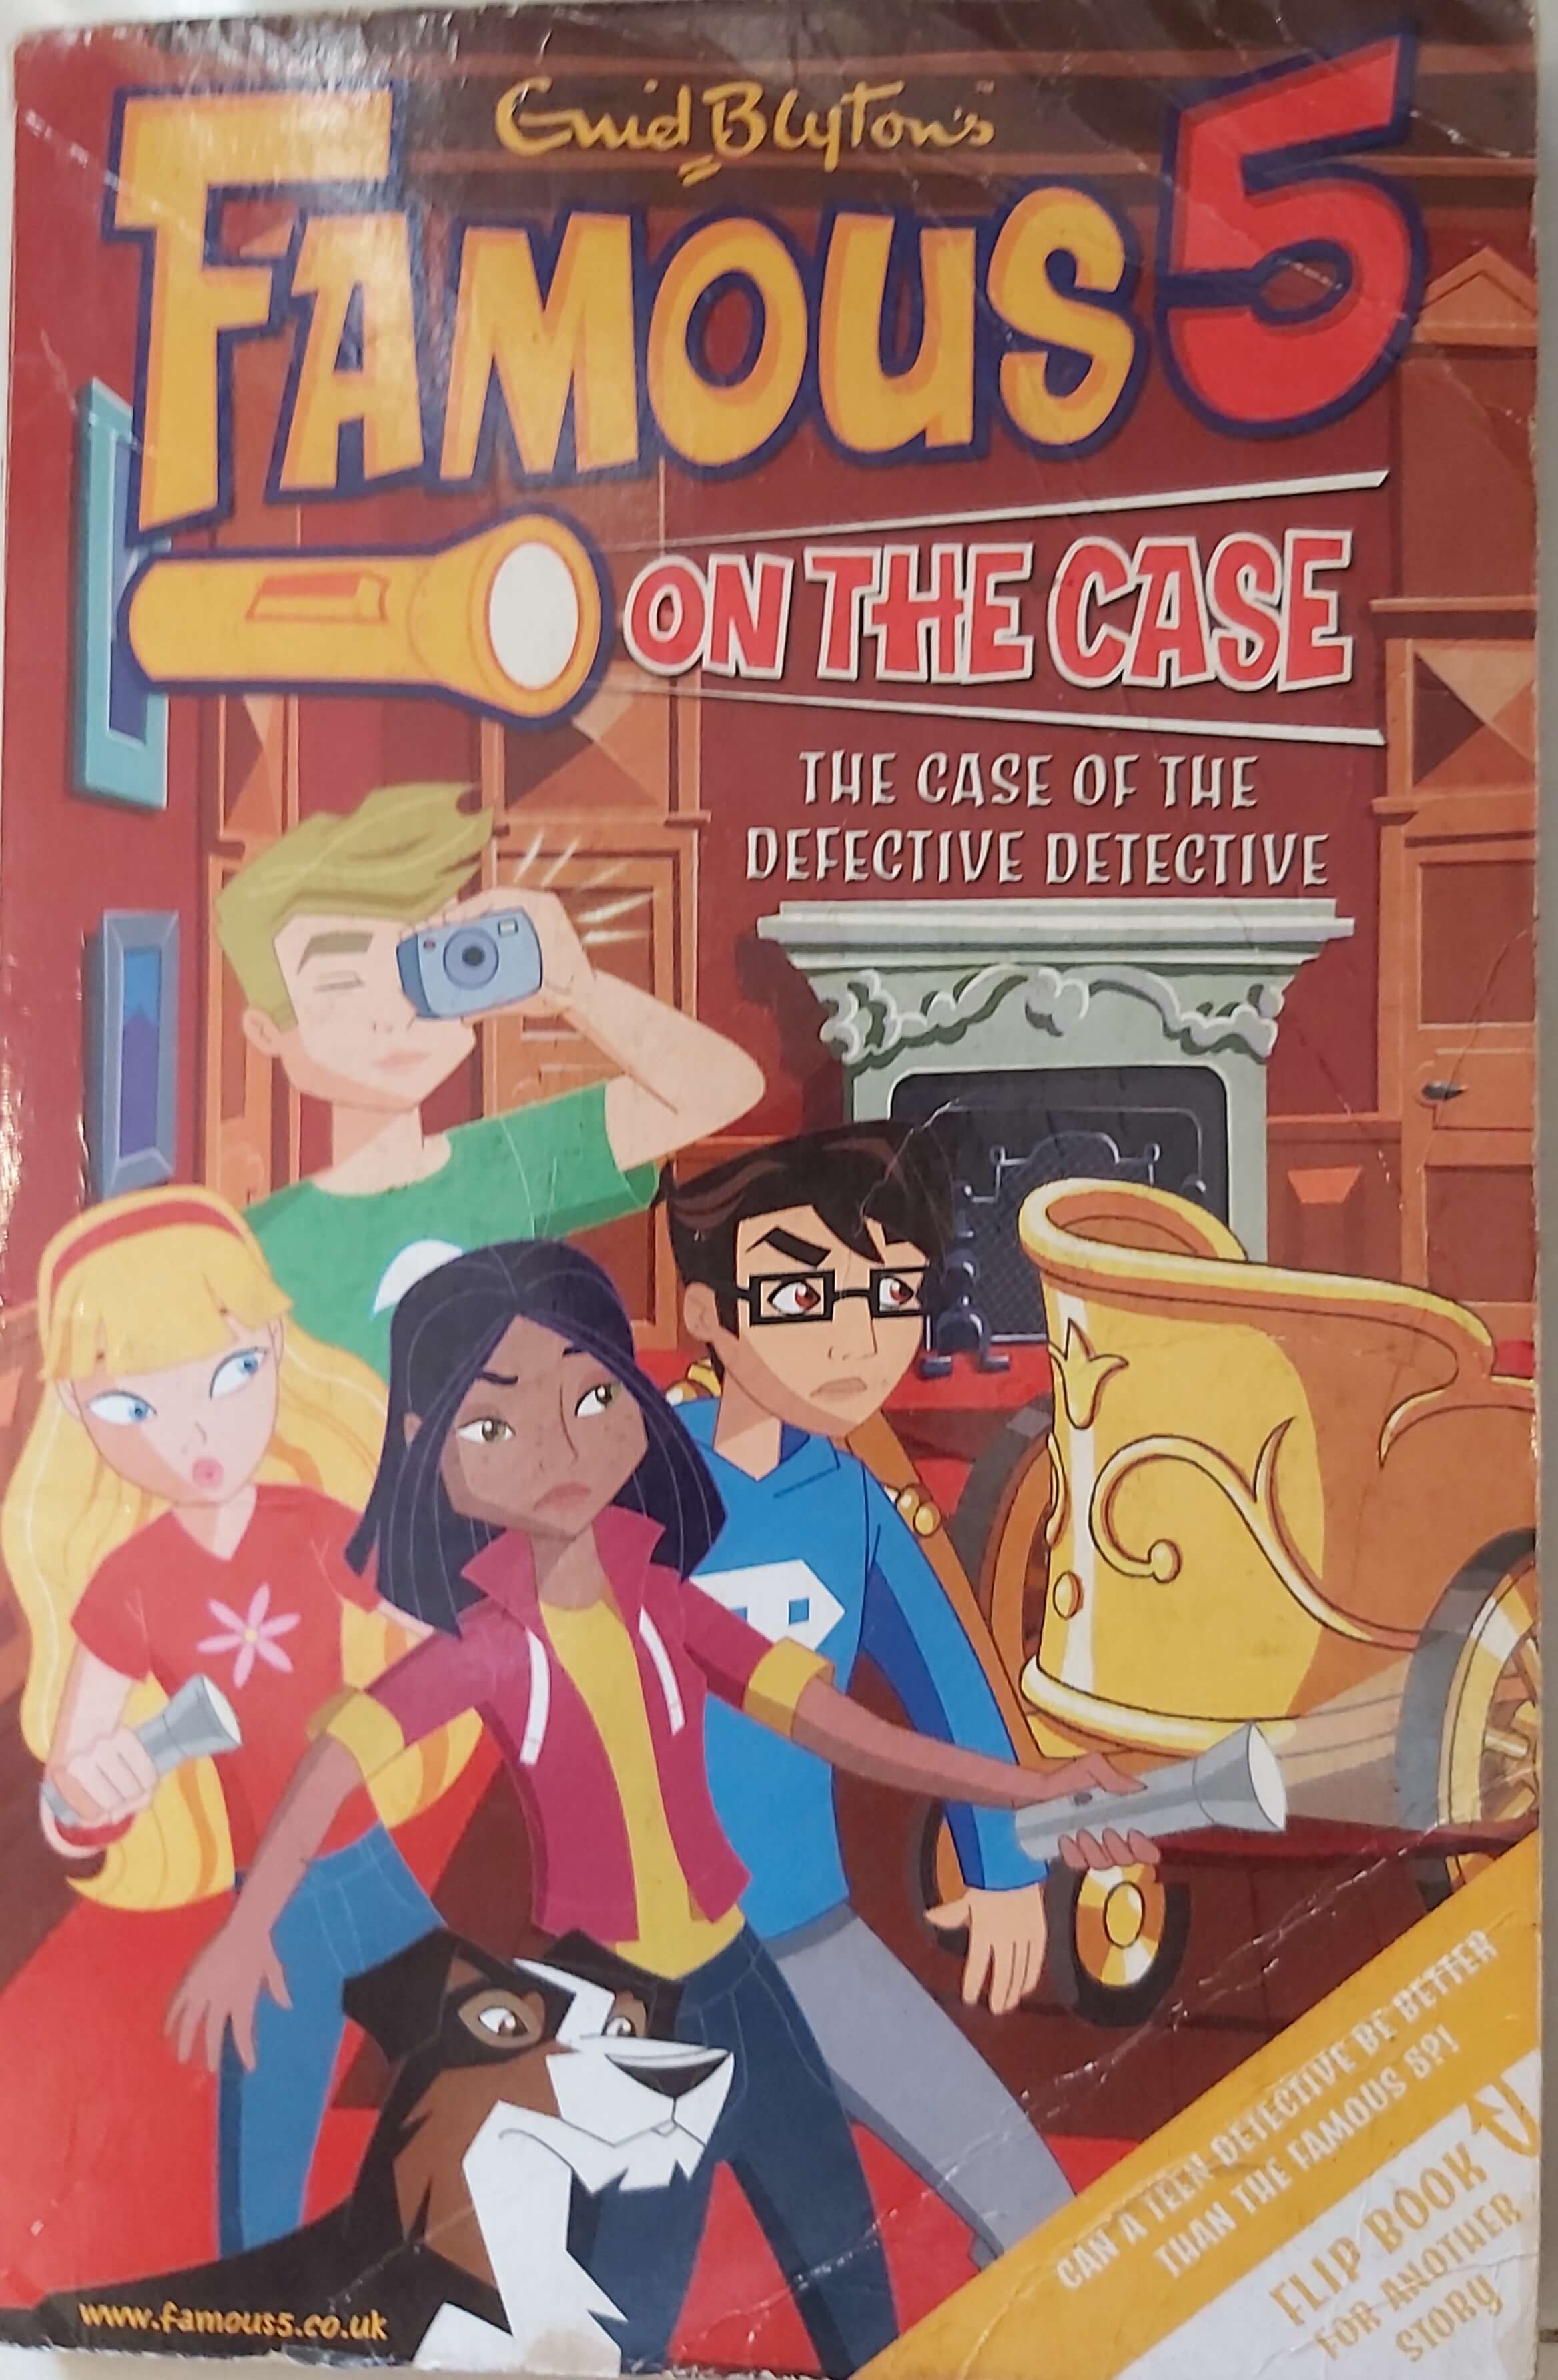 Enid Blyton's
FAMOUS 5
ON THE CASE
THE CASE OF THE
DEFECTIVE DETECTIVE
CAN A TEEN DETECTIVE BE BETTER
THAN THE FAMOUS 5?!
FLIP BOOK
FOR ANOTHER
STORY
www.famous5.co.uk